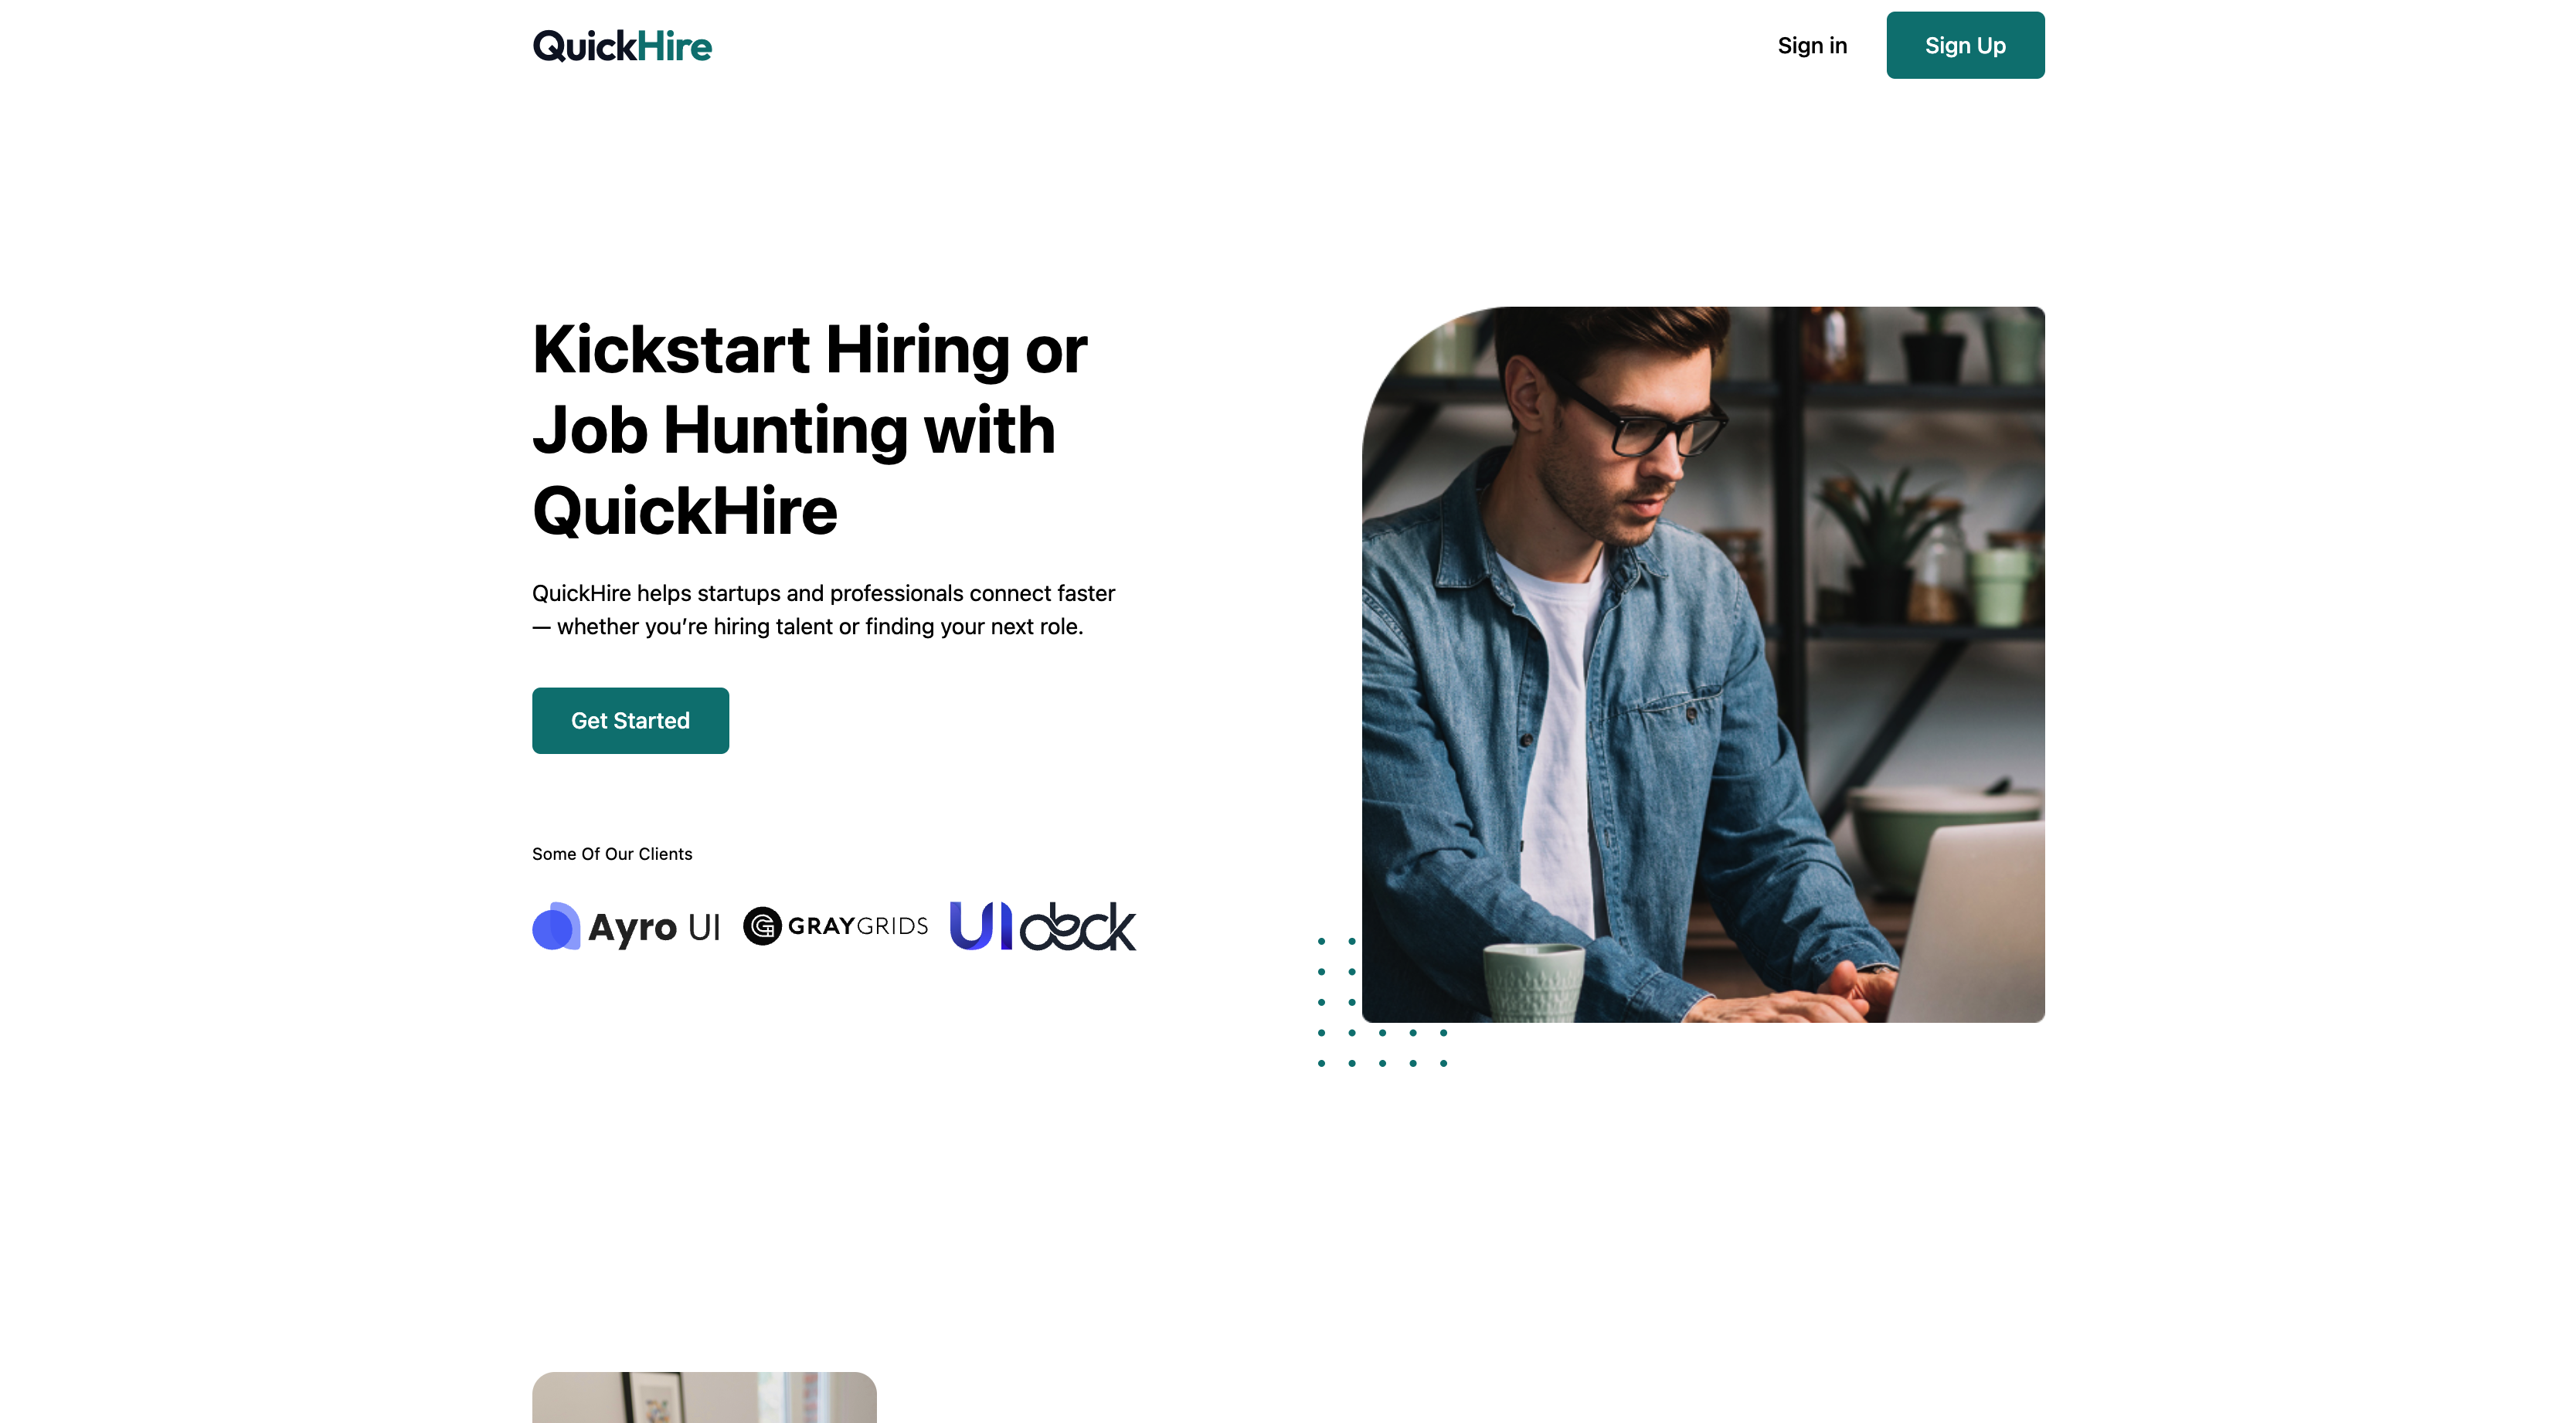 QuickHire
Sign in
Sign Up
Kickstart Hiring or
Job Hunting with
QuickHire
QuickHire helps startups and professionals connect faster
— whether you’re hiring talent or finding your next role.
Get Started
Some Of Our Clients
Ayro UI
GRAYGRIDS
UI deck